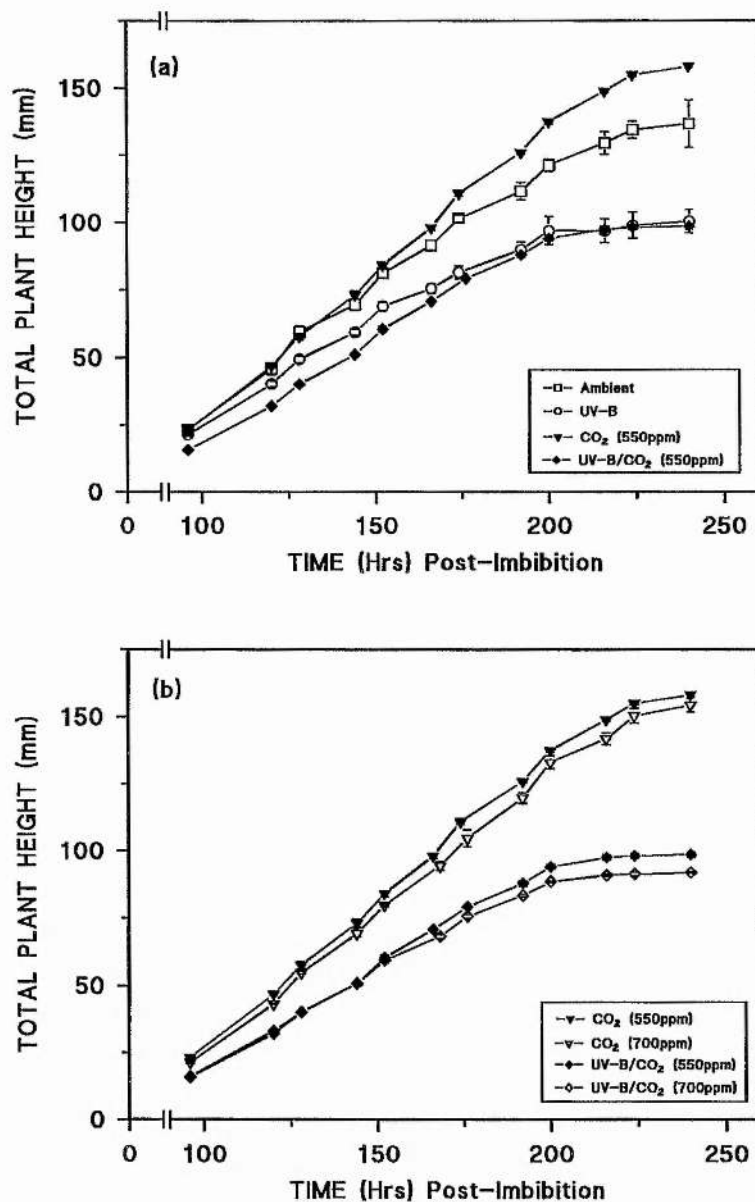 (a)
TOTAL PLANT HEIGHT (mm)
150
100
50
0
Ambient
UV-B
CO₂ (550ppm)
UV-B/CO₂ (550ppm)
0 100 150 200 250
TIME (Hrs) Post-Imbibition
(b)
TOTAL PLANT HEIGHT (mm)
150
100
50
0
CO₂ (550ppm)
CO₂ (700ppm)
UV-B/CO₂ (550ppm)
UV-B/CO₂ (700ppm)
0 100 150 200 250
TIME (Hrs) Post-Imbibition